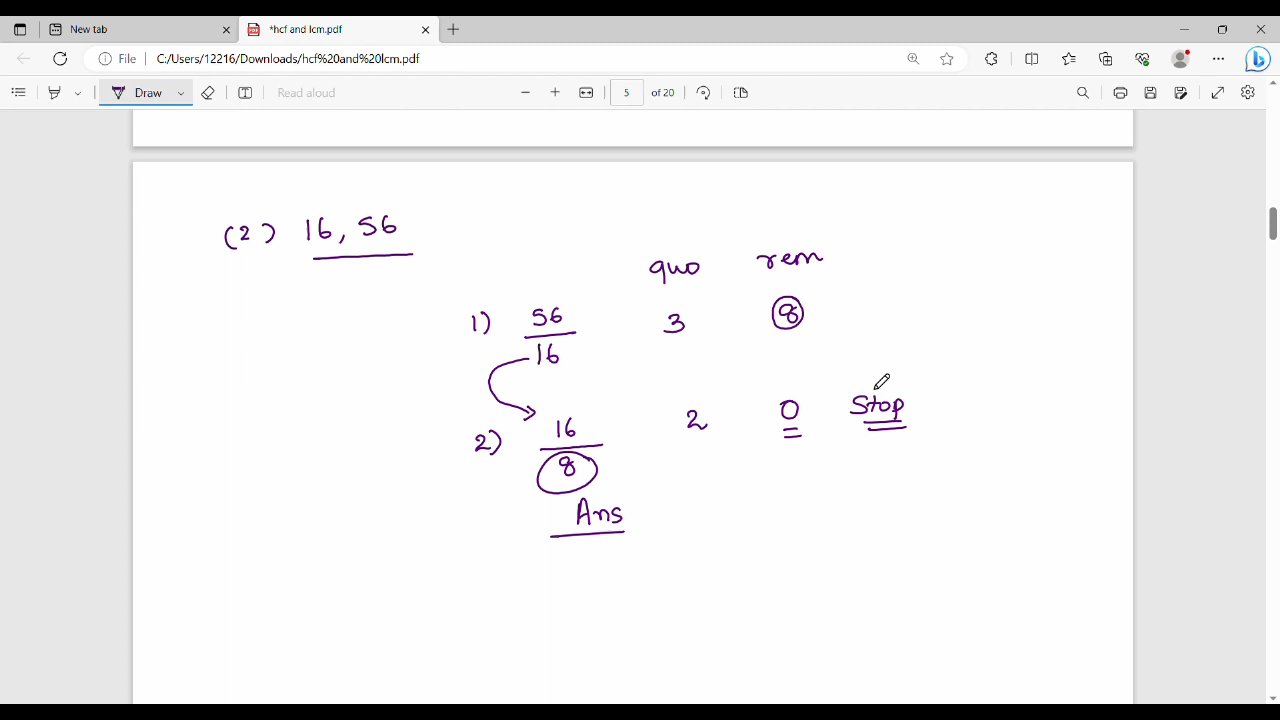 New tab
*hcf and lcm.pdf
File
C:/Users/12216/Downloads/hcf%20and%20lcm.pdf
Draw
Read aloud
5 of 20
(2) 16, 56
quo rem
1) 56/16 3 8
2) 16/8 2 0 Stop
Ans